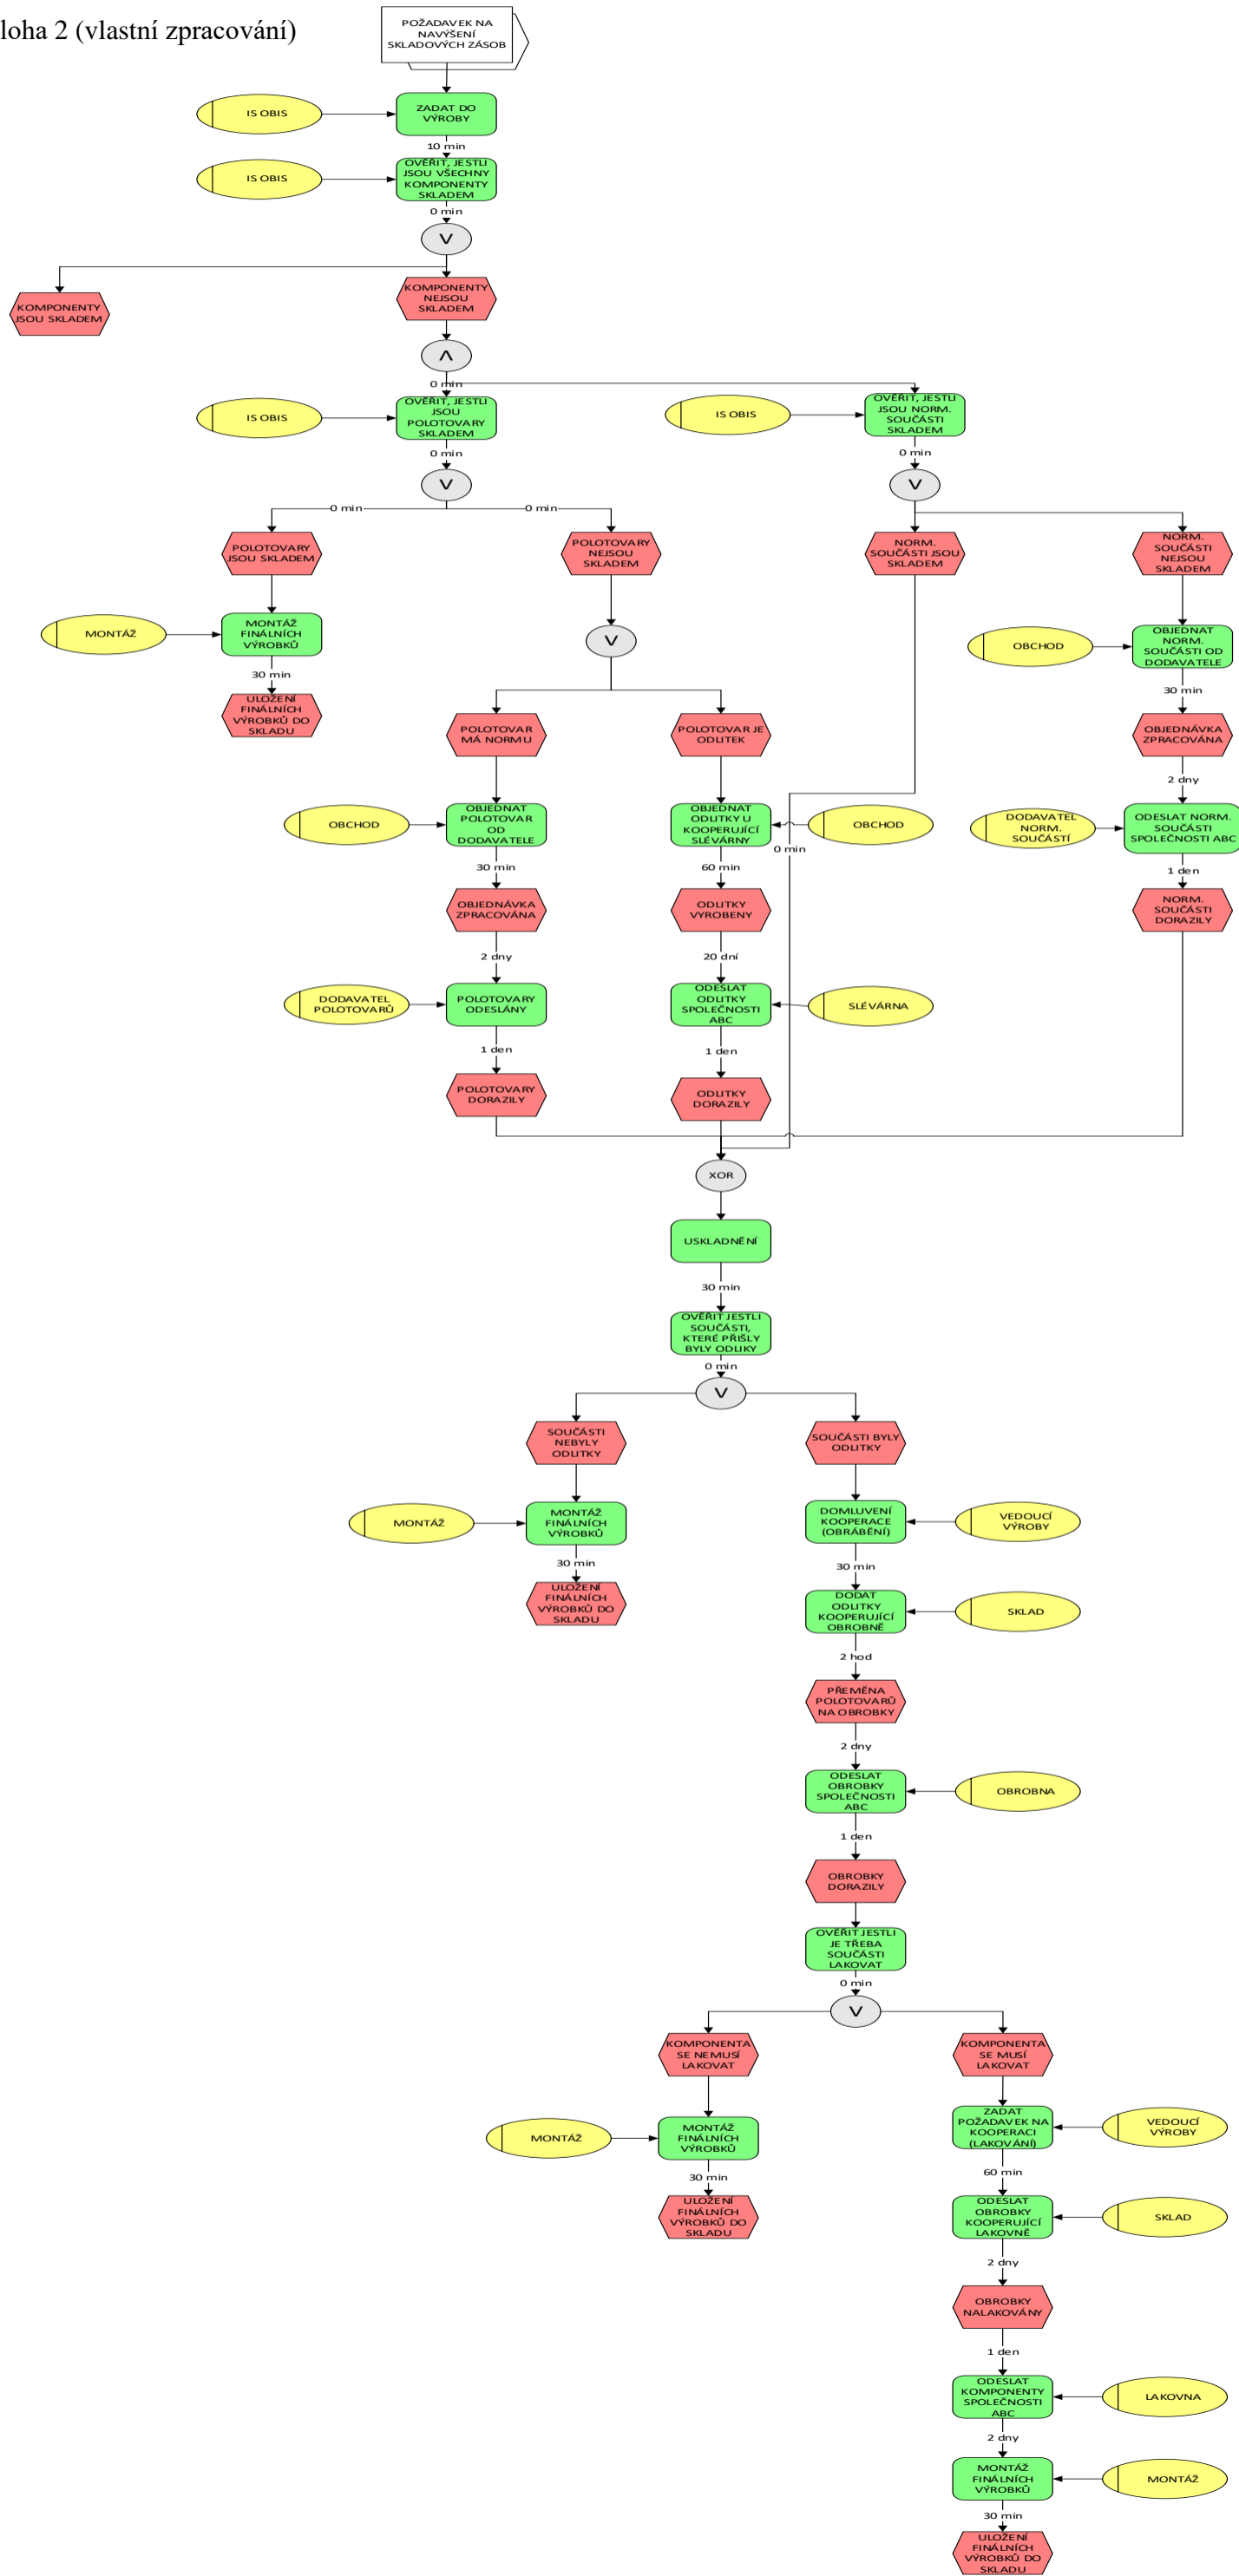 loha 2 (vlastní zpracování)
POŽADAVEK NA
NAVÝŠENÍ
SKLADOVÝCH ZÁSOB
IS OBIS
ZADAT DO
VÝROBY
10 min
IS OBIS
OVĚŘIT, JESTLI
JSOU VŠECHNY
KOMPONENTY
SKLADEM
0 min
V
KOMPONENTY
JSOU SKLADEM
KOMPONENTY
NEJSOU
SKLADEM
Λ
0 min
IS OBIS
OVĚŘIT, JESTLI
JSOU
POLOTOVARY
SKLADEM
IS OBIS
OVĚŘIT, JESTLI
JSOU NORM.
SOUČÁSTI
SKLADEM
0 min
0 min
V
V
0 min
0 min
POLOTOVARY
JSOU SKLADEM
POLOTOVARY
NEJSOU
SKLADEM
NORM.
SOUČÁSTI JSOU
SKLADEM
NORM.
SOUČÁSTI
NEJSOU
SKLADEM
MONTÁŽ
MONTÁŽ
FINÁLNÍCH
VÝROBKŮ
V
OBCHOD
OBJEDNAT
NORM.
SOUČÁSTI OD
DODAVATELE
30 min
30 min
ULOŽENÍ
FINÁLNÍCH
VÝROBKŮ DO
SKLADU
POLOTOVAR
MÁ NORMU
POLOTOVAR JE
ODLITEK
OBJEDNÁVKA
ZPRACOVÁNA
2 dny
OBCHOD
OBJEDNAT
POLOTOVAR
OD
DODAVATELE
OBJEDNAT
ODLITKY U
KOOPERUJÍCÍ
SLÉVÁRNY
OBCHOD
0 min
DODAVATEL
NORM.
SOUČÁSTÍ
ODESLAT NORM.
SOUČÁSTI
SPOLEČNOSTI ABC
30 min
60 min
1 den
OBJEDNÁVKA
ZPRACOVÁNA
ODLITKY
VYROBENY
NORM.
SOUČÁSTI
DORAZILY
2 dny
20 dní
DODAVATEL
POLOTOVARŮ
POLOTOVARY
ODESLÁNY
ODESLAT
ODLITKY
SPOLEČNOSTI
ABC
SLÉVÁRNA
1 den
1 den
POLOTOVARY
DORAZILY
ODLITKY
DORAZILY
XOR
USKLADNĚNÍ
30 min
OVĚŘIT JESTLI
SOUČÁSTI,
KTERÉ PŘIŠLY
BYLY ODLIKY
0 min
V
SOUČÁSTI
NEBYLY
ODLITKY
SOUČÁSTI BYLY
ODLITKY
MONTÁŽ
MONTÁŽ
FINÁLNÍCH
VÝROBKŮ
DOMLUVENÍ
KOOPERACE
(OBRÁBĚNÍ)
VEDOUCÍ
VÝROBY
30 min
30 min
ULOŽENÍ
FINÁLNÍCH
VÝROBKŮ DO
SKLADU
DODAT
ODLITKY
KOOPERUJÍCÍ
OBROBNĚ
SKLAD
2 hod
PŘEMĚNA
POLOTOVARŮ
NA OBROBKY
2 dny
ODESLAT
OBROBKY
SPOLEČNOSTI
ABC
OBROBNA
1 den
OBROBKY
DORAZILY
OVĚŘIT JESTLI
JE TŘEBA
SOUČÁSTI
LAKOVAT
0 min
V
KOMPONENTA
SE NEMUSÍ
LAKOVAT
KOMPONENTA
SE MUSÍ
LAKOVAT
MONTÁŽ
MONTÁŽ
FINÁLNÍCH
VÝROBKŮ
ZADAT
POŽADAVEK NA
KOOPERACI
(LAKOVÁNÍ)
VEDOUCÍ
VÝROBY
30 min
60 min
ULOŽENÍ
FINÁLNÍCH
VÝROBKŮ DO
SKLADU
ODESLAT
OBROBKY
KOOPERUJÍCÍ
LAKOVNĚ
SKLAD
2 dny
OBROBKY
NALAKOVÁNY
1 den
ODESLAT
KOMPONENTY
SPOLEČNOSTI
ABC
LAKOVNA
2 dny
MONTÁŽ
FINÁLNÍCH
VÝROBKŮ
MONTÁŽ
30 min
ULOŽENÍ
FINÁLNÍCH
VÝROBKŮ DO
SKLADU